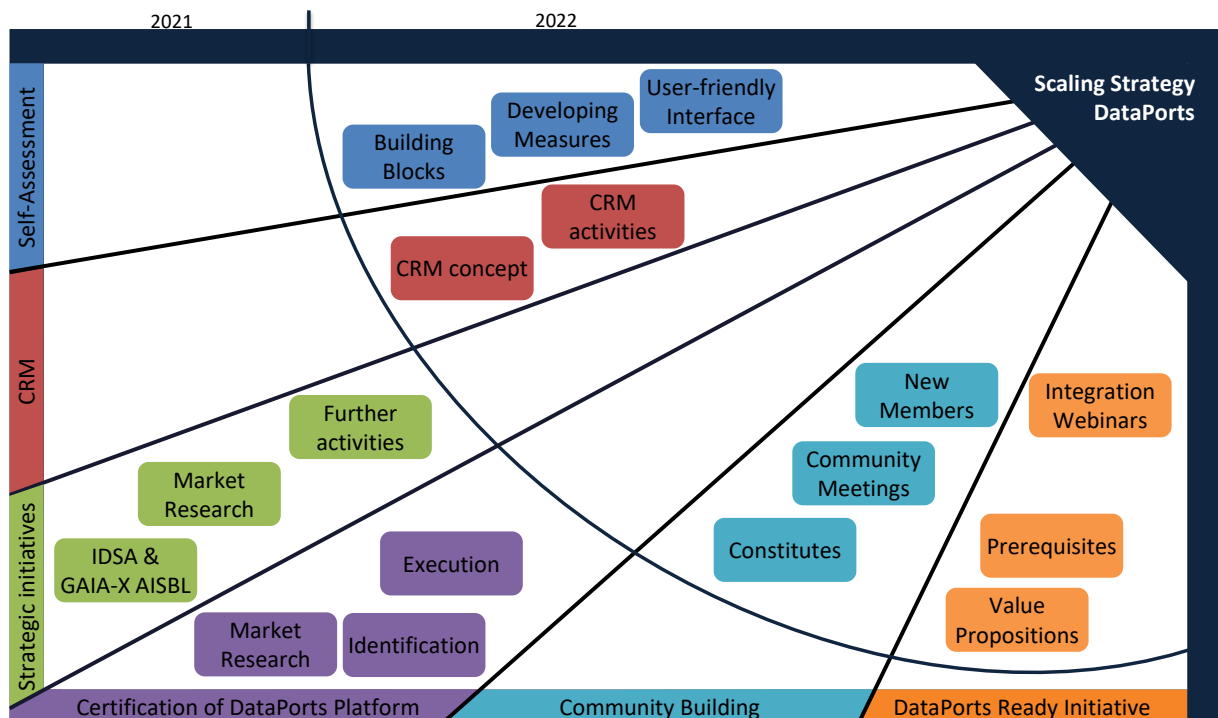 2021
2022
Scaling Strategy
DataPorts
Self-Assessment
User-friendly
Interface
Developing
Measures
Building
Blocks
CRM
CRM
activities
CRM concept
Strategic initiatives
Further
activities
Market
Research
IDSA &
GAIA-X AISBL
Execution
Market
Research
Identification
New
Members
Community
Meetings
Constitutes
Integration
Webinars
Prerequisites
Value
Propositions
Certification of DataPorts Platform
Community Building
DataPorts Ready Initiative